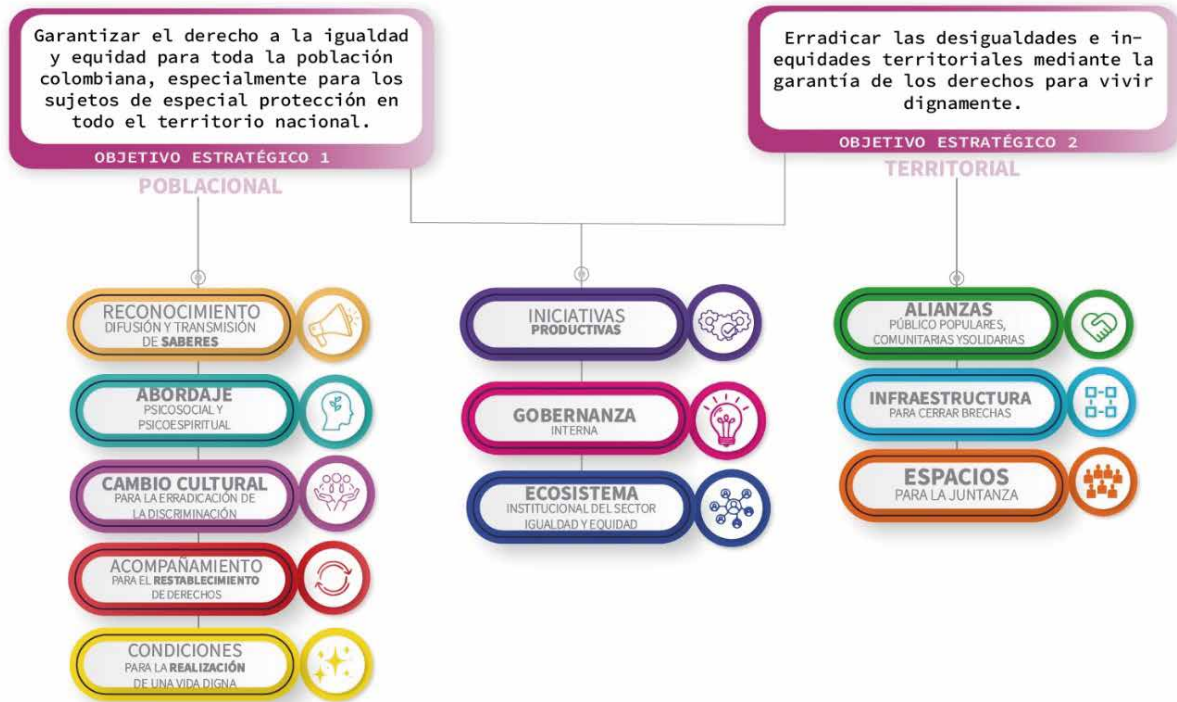 Garantizar el derecho a la igualdad
y equidad para toda la población
colombiana, especialmente para los
sujetos de especial protección en
todo el territorio nacional.
OBJETIVO ESTRATÉGICO 1
POBLACIONAL
Erradicar las desigualdades e in-
equidades territoriales mediante la
garantía de los derechos para vivir
dignamente.
OBJETIVO ESTRATÉGICO 2
TERRITORIAL
RECONOCIMIENTO
DIFUSIÓN Y TRANSMISIÓN
DE SABERES
ABORDAJE
PSICOSOCIAL Y
PSICOESPIRITUAL
CAMBIO CULTURAL
PARA LA ERRADICACIÓN DE
LA DISCRIMINACIÓN
ACOMPAÑAMIENTO
PARA EL RESTABLECIMIENTO
DE DERECHOS
CONDICIONES
PARA LA REALIZACIÓN
DE UNA VIDA DIGNA
INICIATIVAS
PRODUCTIVAS
GOBERNANZA
INTERNA
ECOSISTEMA
INSTITUCIONAL DEL SECTOR
IGUALDAD Y EQUIDAD
ALIANZAS
PÚBLICO POPULARES,
COMUNITARIAS YSOLIDARIAS
INFRAESTRUCTURA
PARA CERRAR BRECHAS
ESPACIOS
PARA LA JUNTANZA